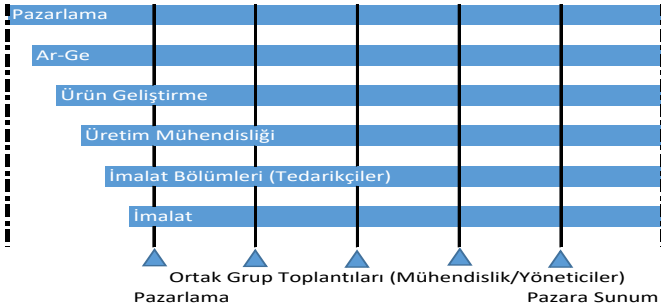 Pazarlama
Ar-Ge
Ürün Geliştirme
Üretim Mühendisliği
İmalat Bölümleri (Tedarikçiler)
İmalat
Ortak Grup Toplantıları (Mühendislik/Yöneticiler)
Pazarlama Pazara Sunum